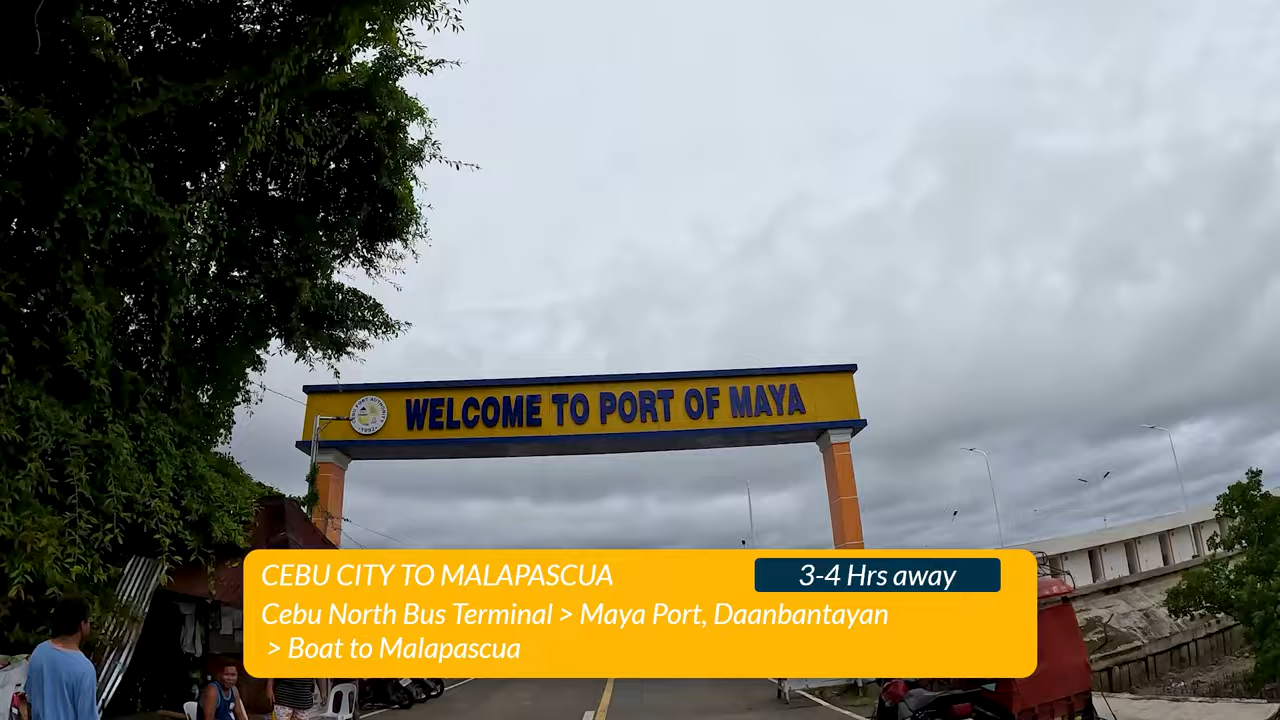 WELCOME TO PORT OF MAYA
CEBU CITY TO MALAPASCUA
3-4 Hrs away
Cebu North Bus Terminal > Maya Port, Daanbantayan
> Boat to Malapascua